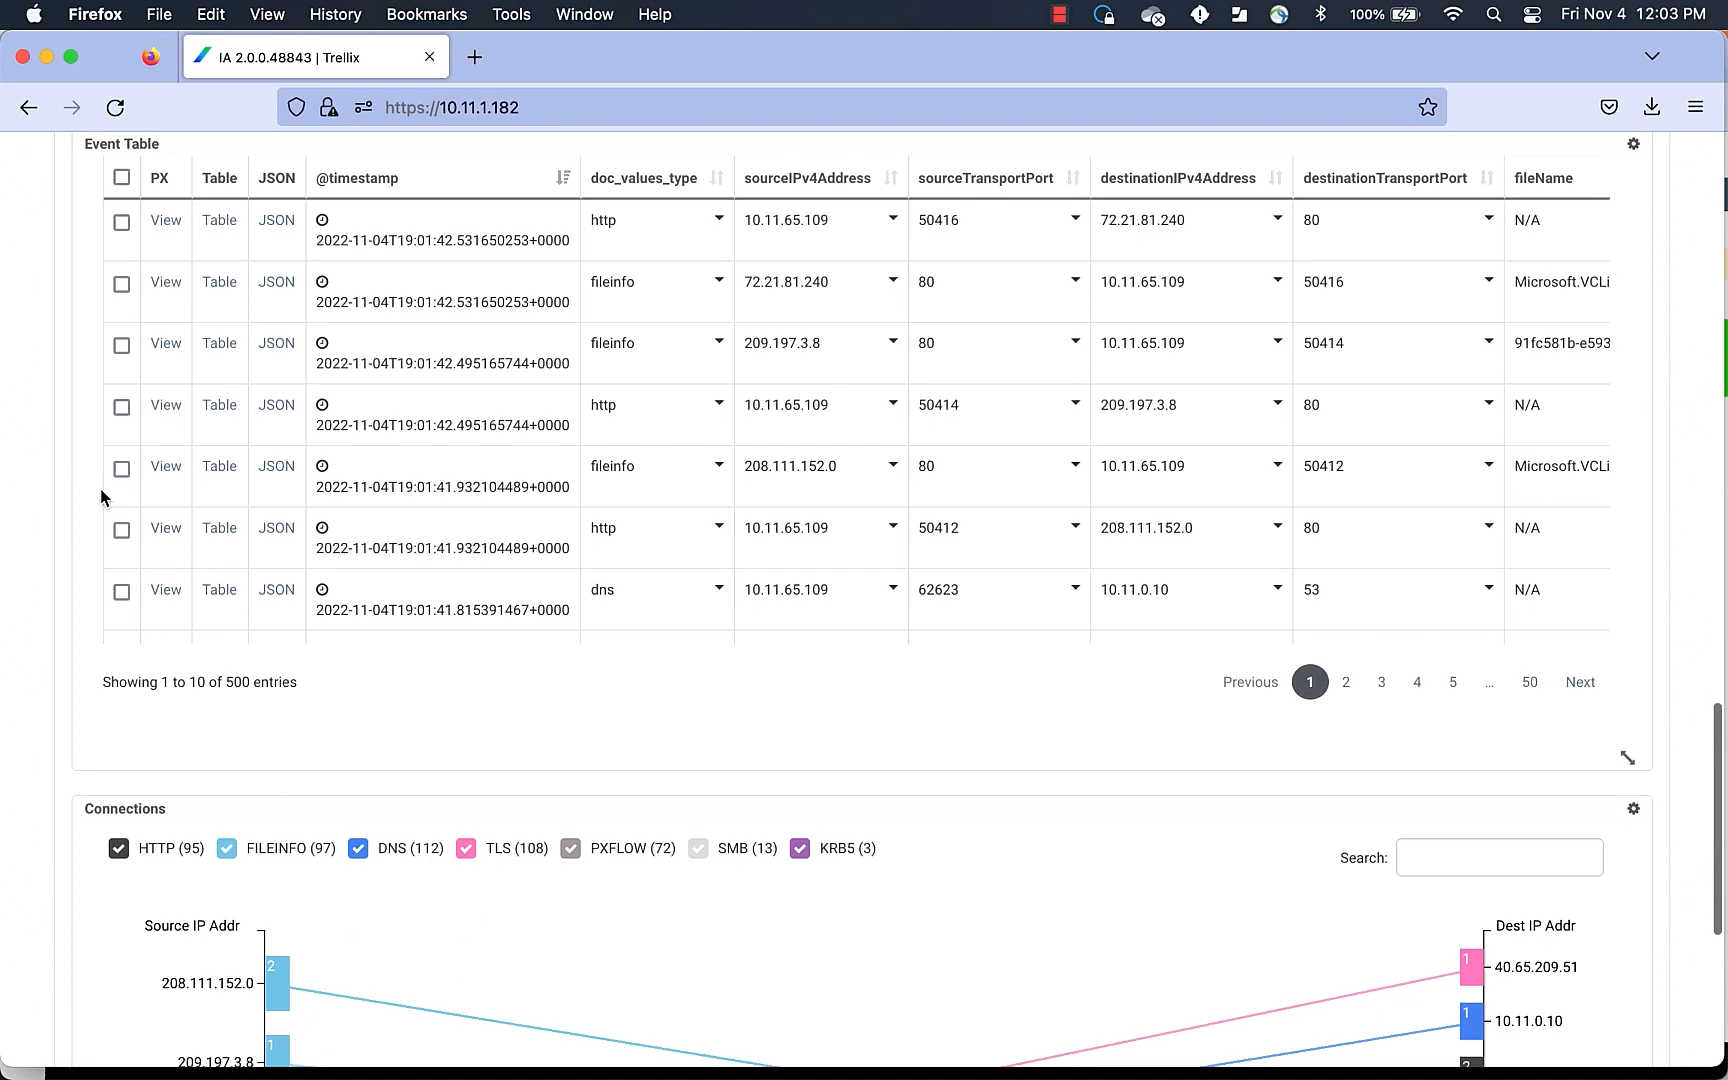 Firefox File Edit View History Bookmarks Tools Window Help 100% Fri Nov 4 12:03 PM
IA 2.0.0.48843 | Trellix
https://10.11.1.182
Event Table
PX Table JSON @timestamp doc_values_type sourceIPv4Address sourceTransportPort destinationIPv4Address destinationTransportPort fileName
View Table JSON http 10.11.65.109 50416 72.21.81.240 80 N/A
2022-11-04T19:01:42.531650253+0000
View Table JSON fileinfo 72.21.81.240 80 10.11.65.109 50416 Microsoft.VCLi
2022-11-04T19:01:42.531650253+0000
View Table JSON fileinfo 209.197.3.8 80 10.11.65.109 50414 91fc581b-e593
2022-11-04T19:01:42.495165744+0000
View Table JSON http 10.11.65.109 50414 209.197.3.8 80 N/A
2022-11-04T19:01:42.495165744+0000
View Table JSON fileinfo 208.111.152.0 80 10.11.65.109 50412 Microsoft.VCLi
2022-11-04T19:01:41.932104489+0000
View Table JSON http 10.11.65.109 50412 208.111.152.0 80 N/A
2022-11-04T19:01:41.932104489+0000
View Table JSON dns 10.11.65.109 62623 10.11.0.10 53 N/A
2022-11-04T19:01:41.815391467+0000
Showing 1 to 10 of 500 entries Previous 1 2 3 4 5 ... 50 Next
Connections
HTTP (95) FILEINFO (97) DNS (112) TLS (108) PXFLOW (72) SMB (13) KRB5 (3)
Search:
Source IP Addr Dest IP Addr
2 1
208.111.152.0 40.65.209.51
1
10.11.0.10
1
209.197.3.8 2